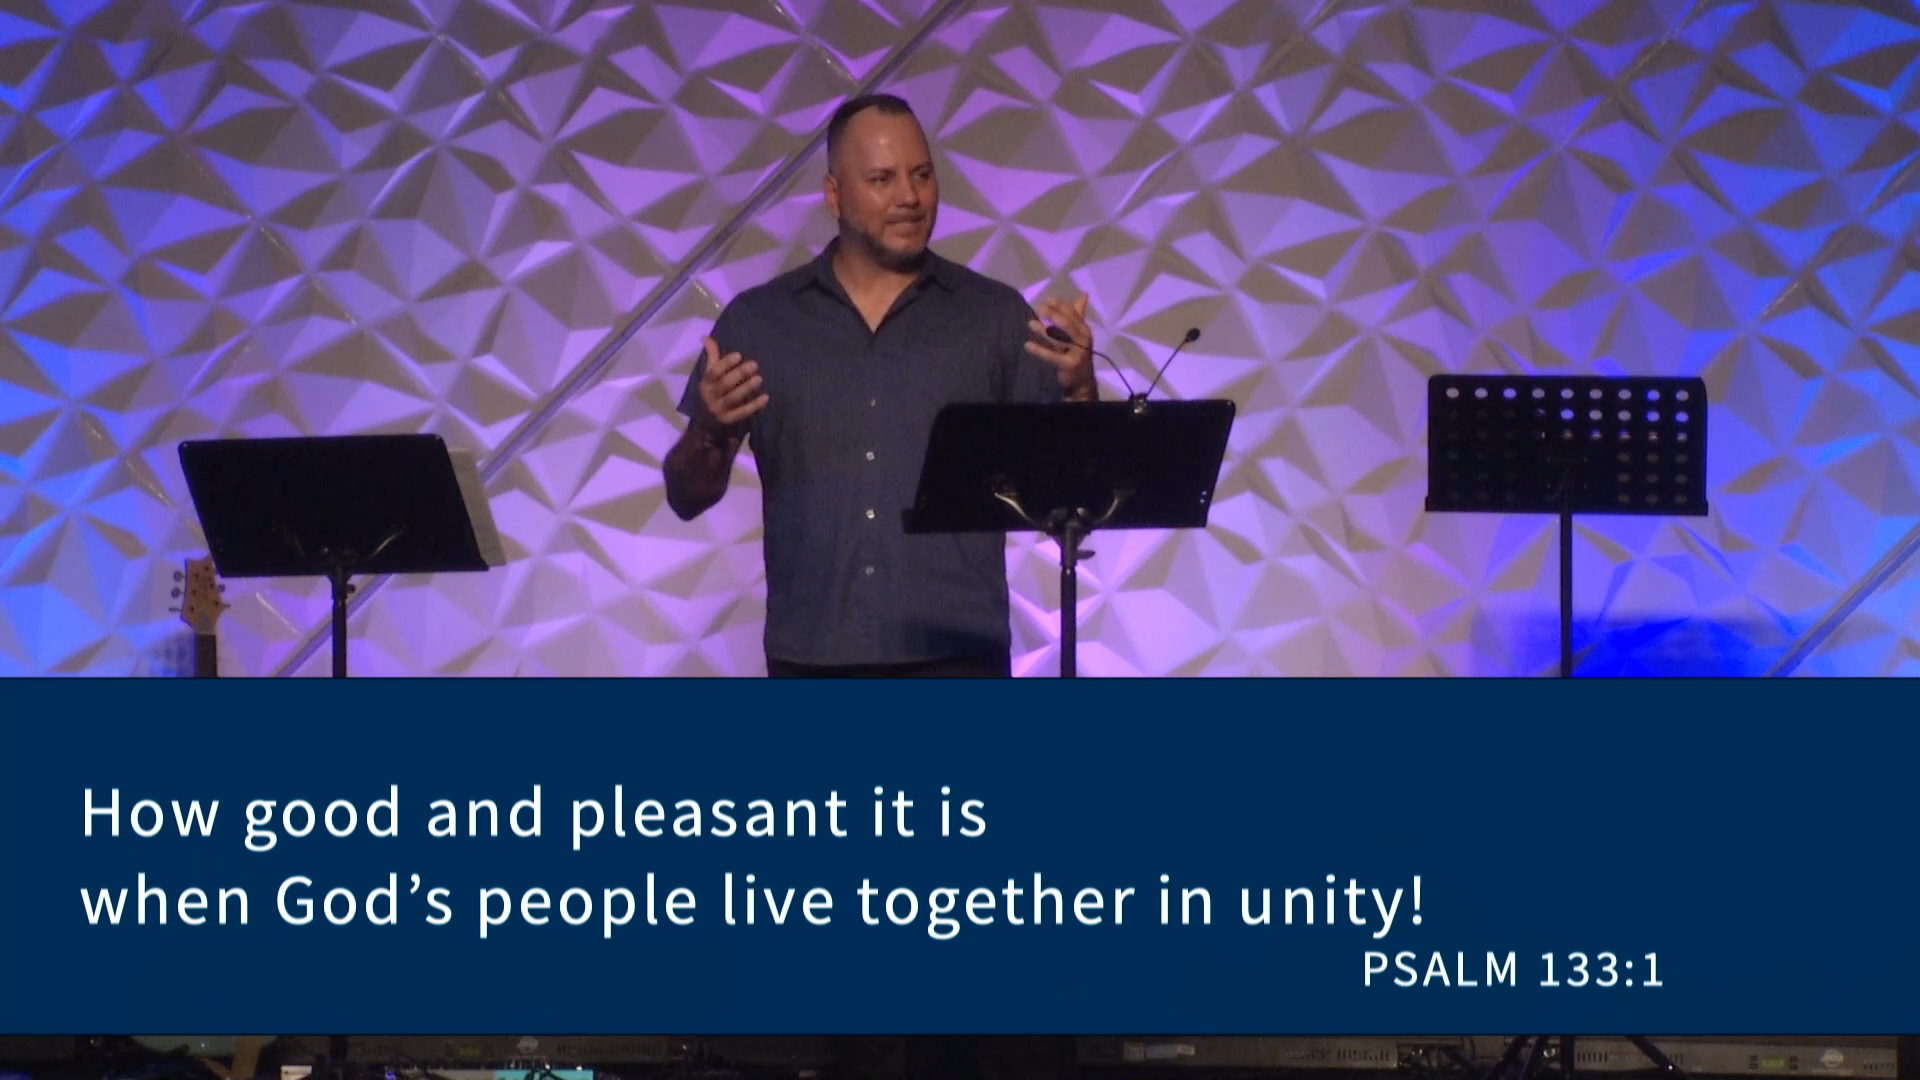 How good and pleasant it is
when God’s people live together in unity!
PSALM 133:1